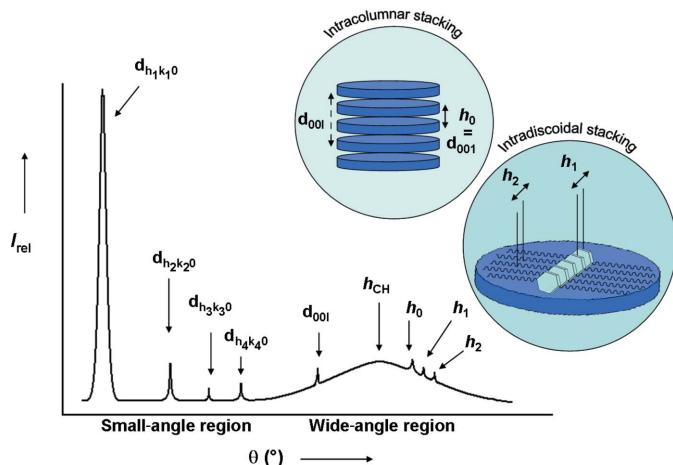 Intracolumnar stacking
d00l
h0
=
d001
Intradiscoidal stacking
h2
h1
dh1k10
Irel
dh2k20
dh3k30
dh4k40
d00l
hCH
h0
h1
h2
Small-angle region
Wide-angle region
θ (°)